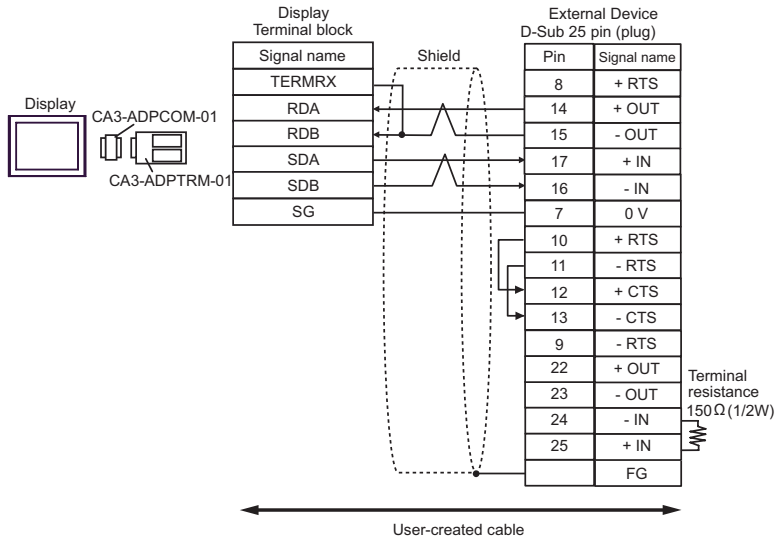 Display
Terminal block
External Device
D-Sub 25 pin (plug)
Signal name
Shield
Pin
Signal name
TERMRX
8
+ RTS
Display
CA3-ADPCOM-01
RDA
14
+ OUT
RDB
15
- OUT
SDA
17
+ IN
CA3-ADPTRM-01
SDB
16
- IN
SG
7
0 V
10
+ RTS
11
- RTS
12
+ CTS
13
- CTS
9
- RTS
22
+ OUT
23
- OUT
24
- IN
25
+ IN
FG
Terminal
resistance
150Ω(1/2W)
User-created cable